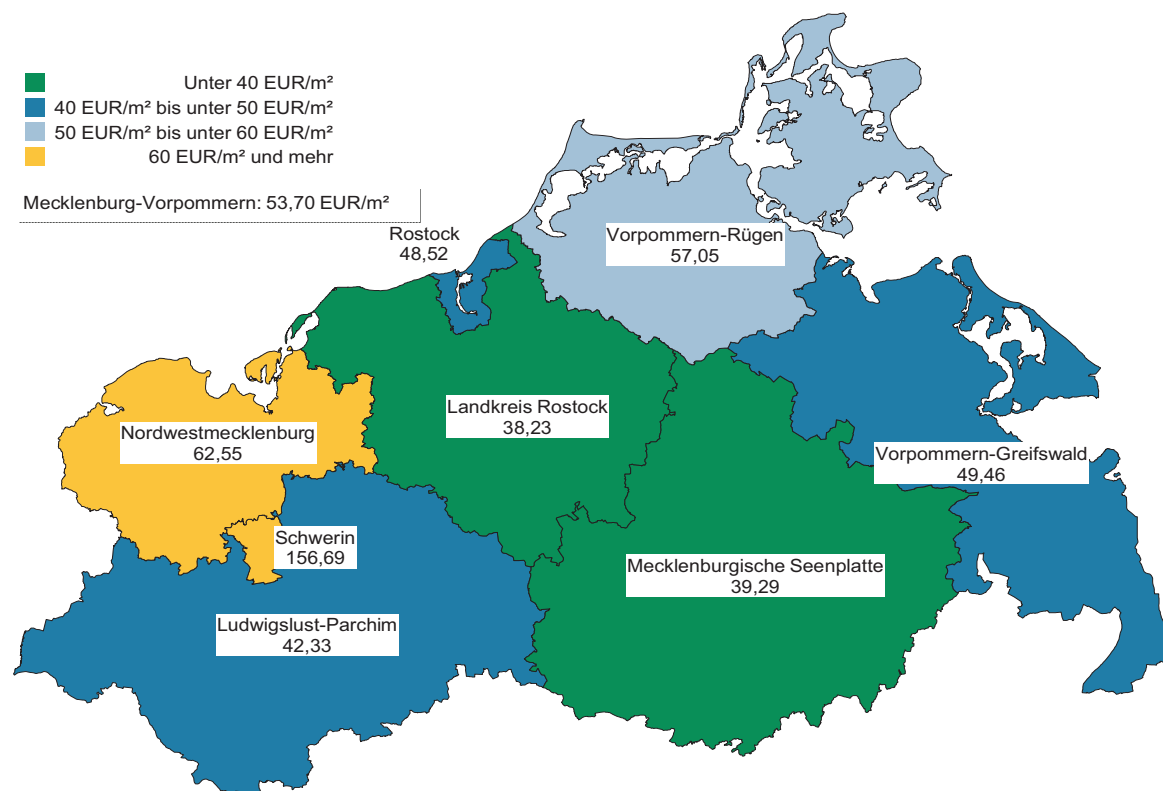 Unter 40 EUR/m²
40 EUR/m² bis unter 50 EUR/m²
50 EUR/m² bis unter 60 EUR/m²
60 EUR/m² und mehr
Mecklenburg-Vorpommern: 53,70 EUR/m²
Rostock
48,52
Vorpommern-Rügen
57,05
Landkreis Rostock
38,23
Nordwestmecklenburg
62,55
Vorpommern-Greifswald
49,46
Schwerin
156,69
Mecklenburgische Seenplatte
39,29
Ludwigslust-Parchim
42,33